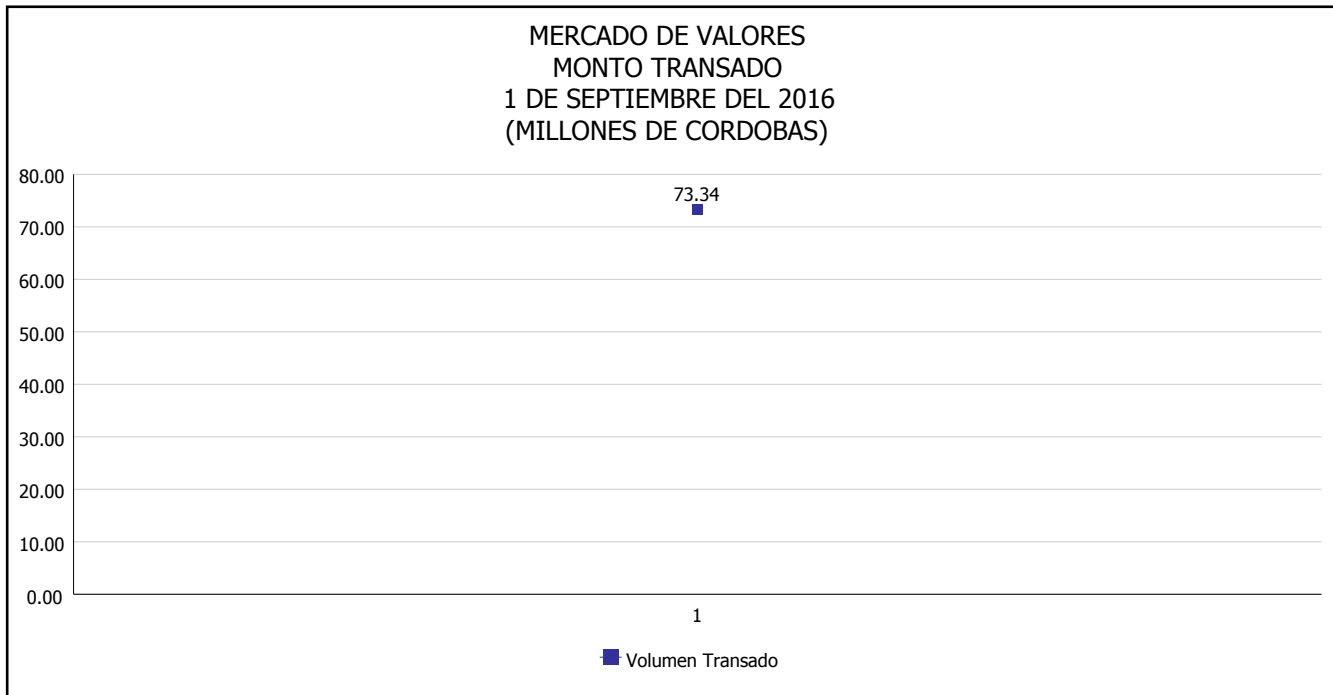 MERCADO DE VALORES
MONTO TRANSADO
1 DE SEPTIEMBRE DEL 2016
(MILLONES DE CORDOBAS)
80.00
73.34
70.00
60.00
50.00
40.00
30.00
20.00
10.00
0.00
1
Volumen Transado